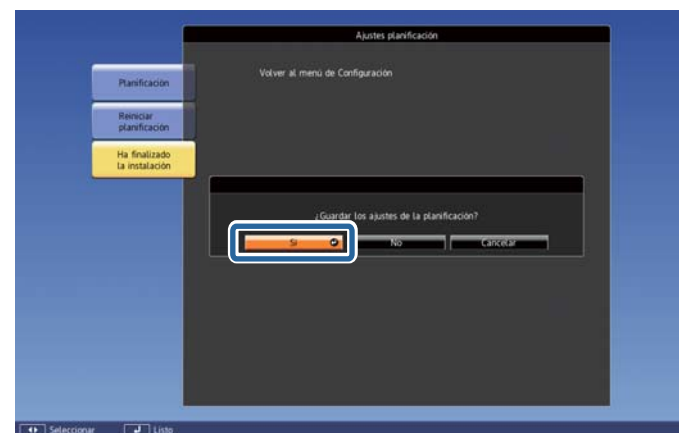 Ajustes planificación
Volver al menú de Configuración
Planificación
Reiniciar
planificación
Ha finalizado
la instalación
¿Guardar los ajustes de la planificación?
Sí No Cancelar
Seleccionar Listo